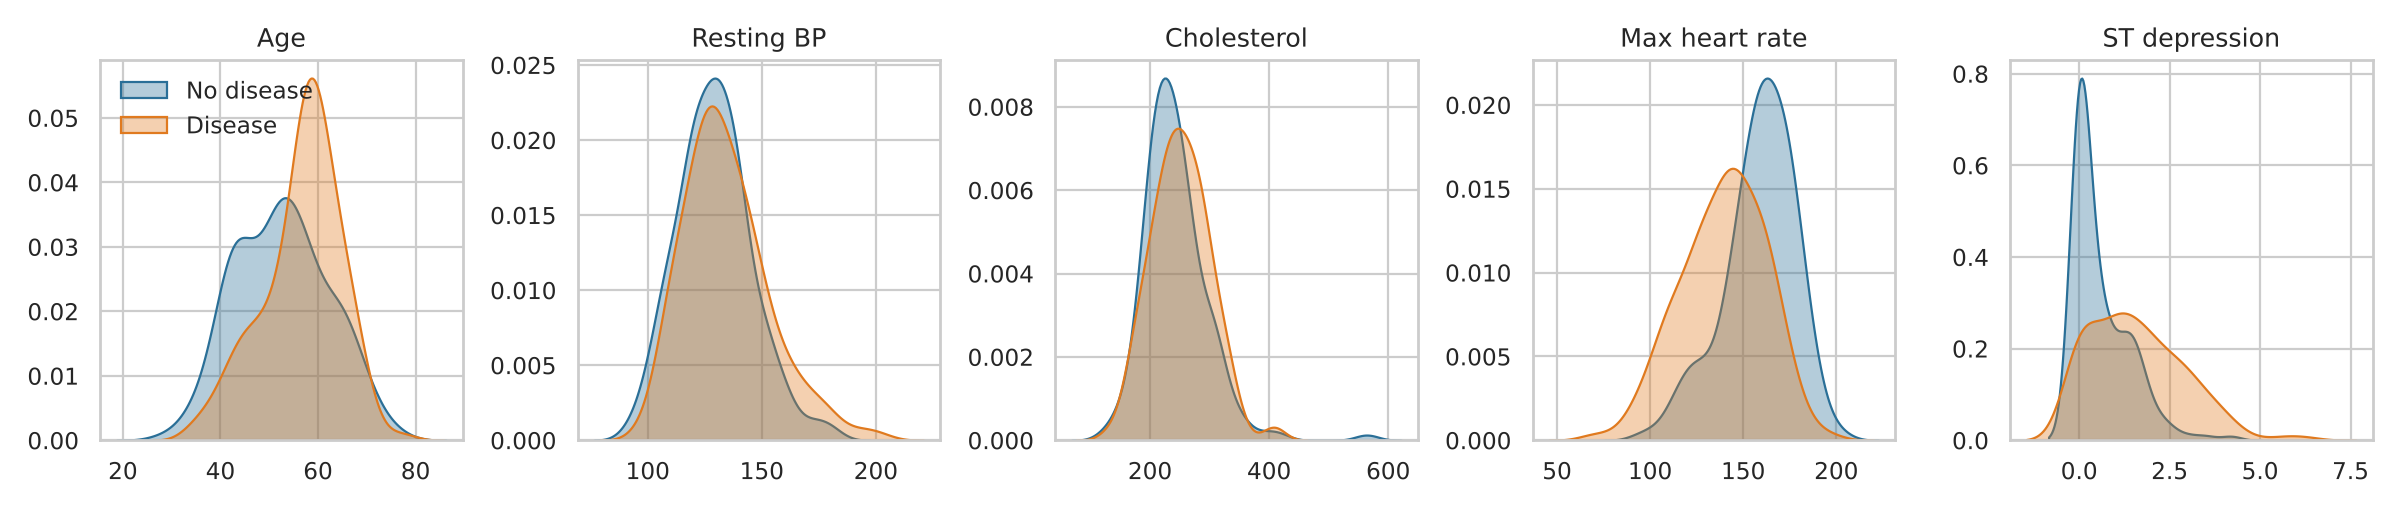 Age
No disease
Disease
0.05
0.04
0.03
0.02
0.01
0.00
20 40 60 80
Resting BP
0.025
0.020
0.015
0.010
0.005
0.000
100 150 200
Cholesterol
0.008
0.006
0.004
0.002
0.000
200 400 600
Max heart rate
0.020
0.015
0.010
0.005
0.000
50 100 150 200
ST depression
0.8
0.6
0.4
0.2
0.0
0.0 2.5 5.0 7.5